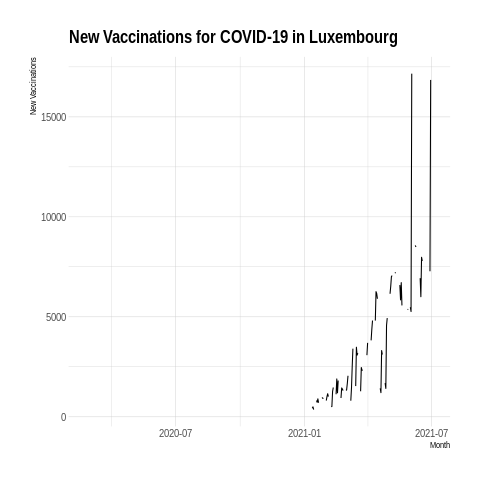 New Vaccinations for COVID-19 in Luxembourg
New Vaccinations
15000
10000
5000
0
2020-07 2021-01 2021-07
Month